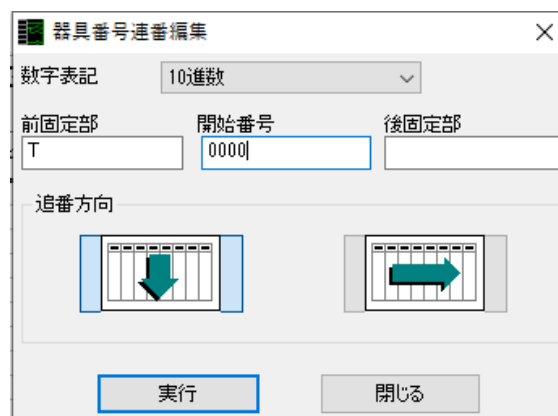 器具番号連番編集
数字表記 10進数
前固定部 開始番号 後固定部
T 0000
追番方向
実行 閉じる